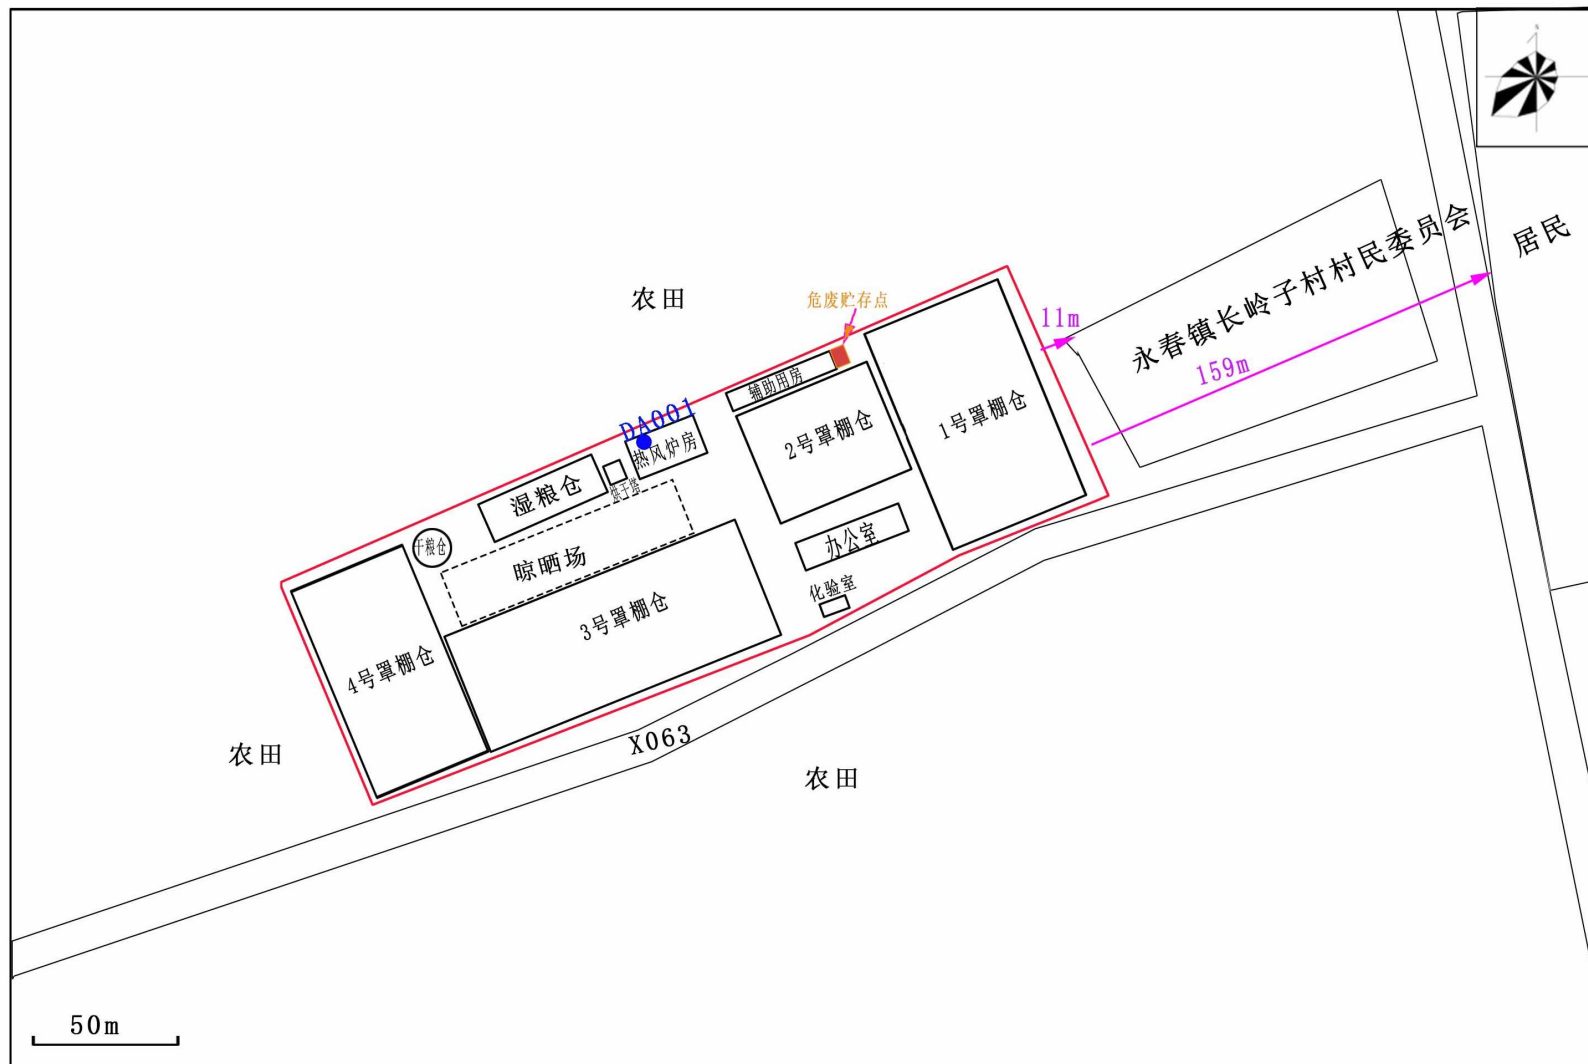 N
永春镇长岭子村村民委员会
居民
农田
危废贮存点
11m
159m
辅助用房
1号罩棚仓
DA001
2号罩棚仓
热风炉房
湿粮仓
烘干塔
干粮仓
办公室
晾晒场
化验室
3号罩棚仓
4号罩棚仓
X063
农田
农田
50m